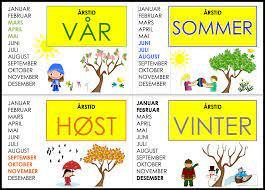 JANUAR
FEBRUAR
MARS
APRIL
MAI
JUNI
JULI
AUGUST
SEPTEMBER
OKTOBER
NOVEMBER
DESEMBER
ÅRSTID
VÅR
JANUAR
FEBRUAR
MARS
APRIL
MAI
JUNI
JULI
AUGUST
SEPTEMBER
OKTOBER
NOVEMBER
DESEMBER
ÅRSTID
SOMMER
JANUAR
FEBRUAR
MARS
APRIL
MAI
JUNI
JULI
AUGUST
SEPTEMBER
OKTOBER
NOVEMBER
DESEMBER
ÅRSTID
HØST
JANUAR
FEBRUAR
MARS
APRIL
MAI
JUNI
JULI
AUGUST
SEPTEMBER
OKTOBER
NOVEMBER
DESEMBER
ÅRSTID
VINTER